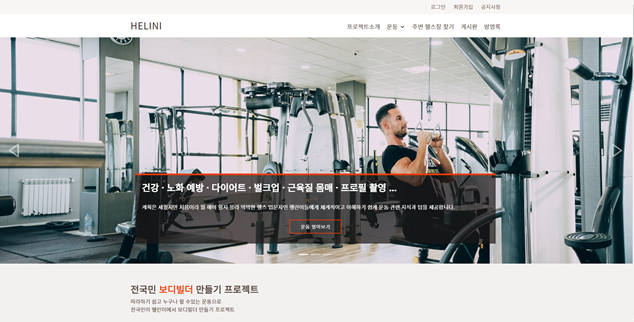 로그인 회원가입 공지사항
HELINI
프로젝트소개 운동 주변 헬스장 찾기 게시판 방명록
건강 · 노화 예방 · 다이어트 · 벌크업 · 근육질 몸매 · 프로필 촬영 ...
계획은 세웠지만 처음이라 뭘 해야 할지 몰라 막막한 헬스 입문자인 헬린이들에게 체계적이고 이해하기 쉽게 운동 관련 지식과 팁을 제공합니다.
운동 알아보기
전국민 보디빌더 만들기 프로젝트
따라하기 쉽고 누구나 할 수있는 운동으로
전국민의 헬린이에서 보디빌더 만들기 프로젝트